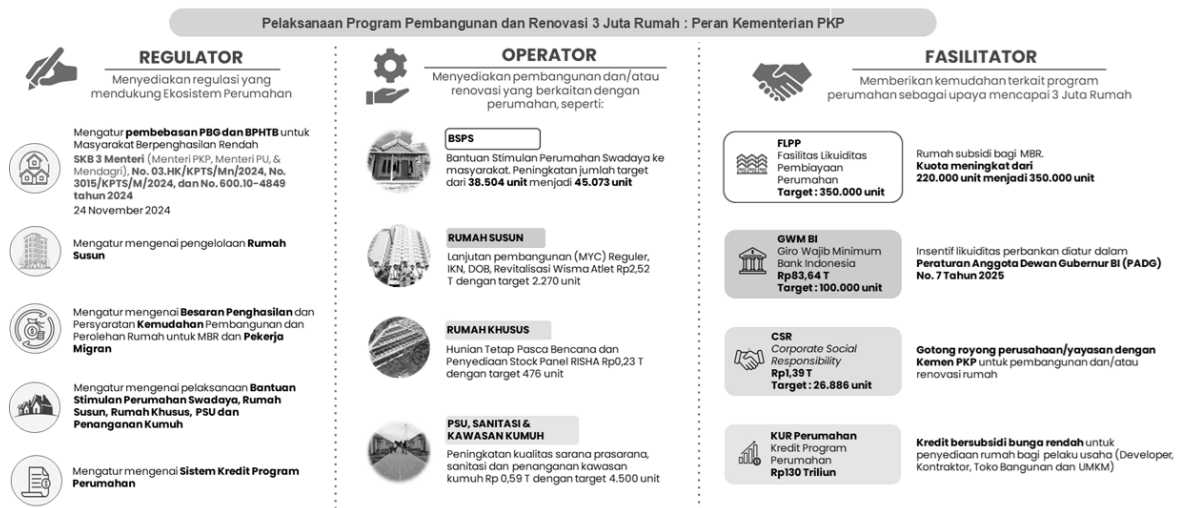 Pelaksanaan Program Pembangunan dan Renovasi 3 Juta Rumah : Peran Kementerian PKP
REGULATOR
Menyediakan regulasi yang
mendukung Ekosistem Perumahan
Mengatur pembebasan PBG dan BPHTB untuk
Masyarakat Berpenghasilan Rendah
SKB 3 Menteri (Menteri PKP, Menteri PU, &
Mendagri), No. 03.HK/KPTS/Mn/2024, No.
3015/KPTS/M/2024, dan No. 600.10-4849
tahun 2024
24 November 2024
Mengatur mengenai pengelolaan Rumah
Susun
Mengatur mengenai Besaran Penghasilan dan
Persyaratan Kemudahan Pembangunan dan
Perolehan Rumah untuk MBR dan Pekerja
Migran
Mengatur mengenai pelaksanaan Bantuan
Stimulan Perumahan Swadaya, Rumah
Susun, Rumah Khusus, PSU dan
Penanganan Kumuh
Mengatur mengenai Sistem Kredit Program
Perumahan
OPERATOR
Menyediakan pembangunan dan/atau
renovasi yang berkaitan dengan
perumahan, seperti:
BSPS
Bantuan Stimulan Perumahan Swadaya ke
masyarakat. Peningkatan jumlah target
dari 38.504 unit menjadi 45.073 unit
RUMAH SUSUN
Lanjutan pembangunan (MYC) Reguler,
IKN, DOB, Revitalisasi Wisma Atlet Rp2,52
T dengan target 2.270 unit
RUMAH KHUSUS
Hunian Tetap Pasca Bencana dan
Penyediaan Stock Panel RISHA Rp0,23 T
dengan target 476 unit
PSU, SANITASI &
KAWASAN KUMUH
Peningkatan kualitas sarana prasarana,
sanitasi dan penanganan kawasan
kumuh Rp 0,59 T dengan target 4.500 unit
FASILITATOR
Memberikan kemudahan terkait program
perumahan sebagai upaya mencapai 3 Juta Rumah
FLPP
Fasilitas Likuiditas
Pembiayaan
Perumahan
Target : 350.000 unit
Rumah subsidi bagi MBR.
Kuota meningkat dari
220.000 unit menjadi 350.000 unit
GWM BI
Giro Wajib Minimum
Bank Indonesia
Rp83,64 T
Target : 100.000 unit
Insentif likuiditas perbankan diatur dalam
Peraturan Anggota Dewan Gubernur BI (PADG)
No. 7 Tahun 2025
CSR
Corporate Social
Responsibility
Rp1,39 T
Target : 26.886 unit
Gotong royong perusahaan/yayasan dengan
Kemen PKP untuk pembangunan dan/atau
renovasi rumah
KUR Perumahan
Kredit Program
Perumahan
Rp130 Triliun
Kredit bersubsidi bunga rendah untuk
penyediaan rumah bagi pelaku usaha (Developer,
Kontraktor, Toko Bangunan dan UMKM)